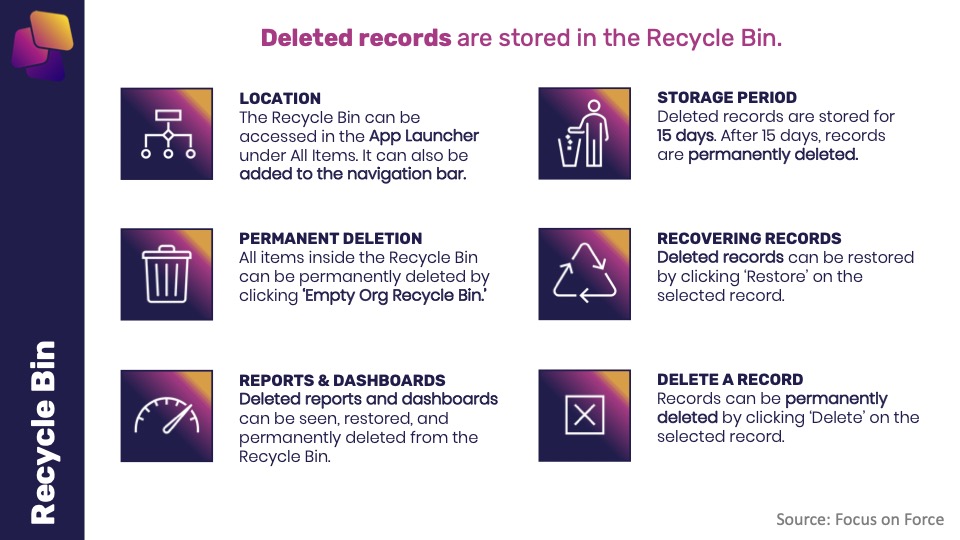 Deleted records are stored in the Recycle Bin.
LOCATION
The Recycle Bin can be
accessed in the App Launcher
under All Items. It can also be
added to the navigation bar.
STORAGE PERIOD
Deleted records are stored for
15 days. After 15 days, records
are permanently deleted.
PERMANENT DELETION
All items inside the Recycle Bin
can be permanently deleted by
clicking ‘Empty Org Recycle Bin.’
RECOVERING RECORDS
Deleted records can be restored
by clicking ‘Restore’ on the
selected record.
REPORTS & DASHBOARDS
Deleted reports and dashboards
can be seen, restored, and
permanently deleted from the
Recycle Bin.
DELETE A RECORD
Records can be permanently
deleted by clicking ‘Delete’ on the
selected record.
Recycle Bin
Source: Focus on Force